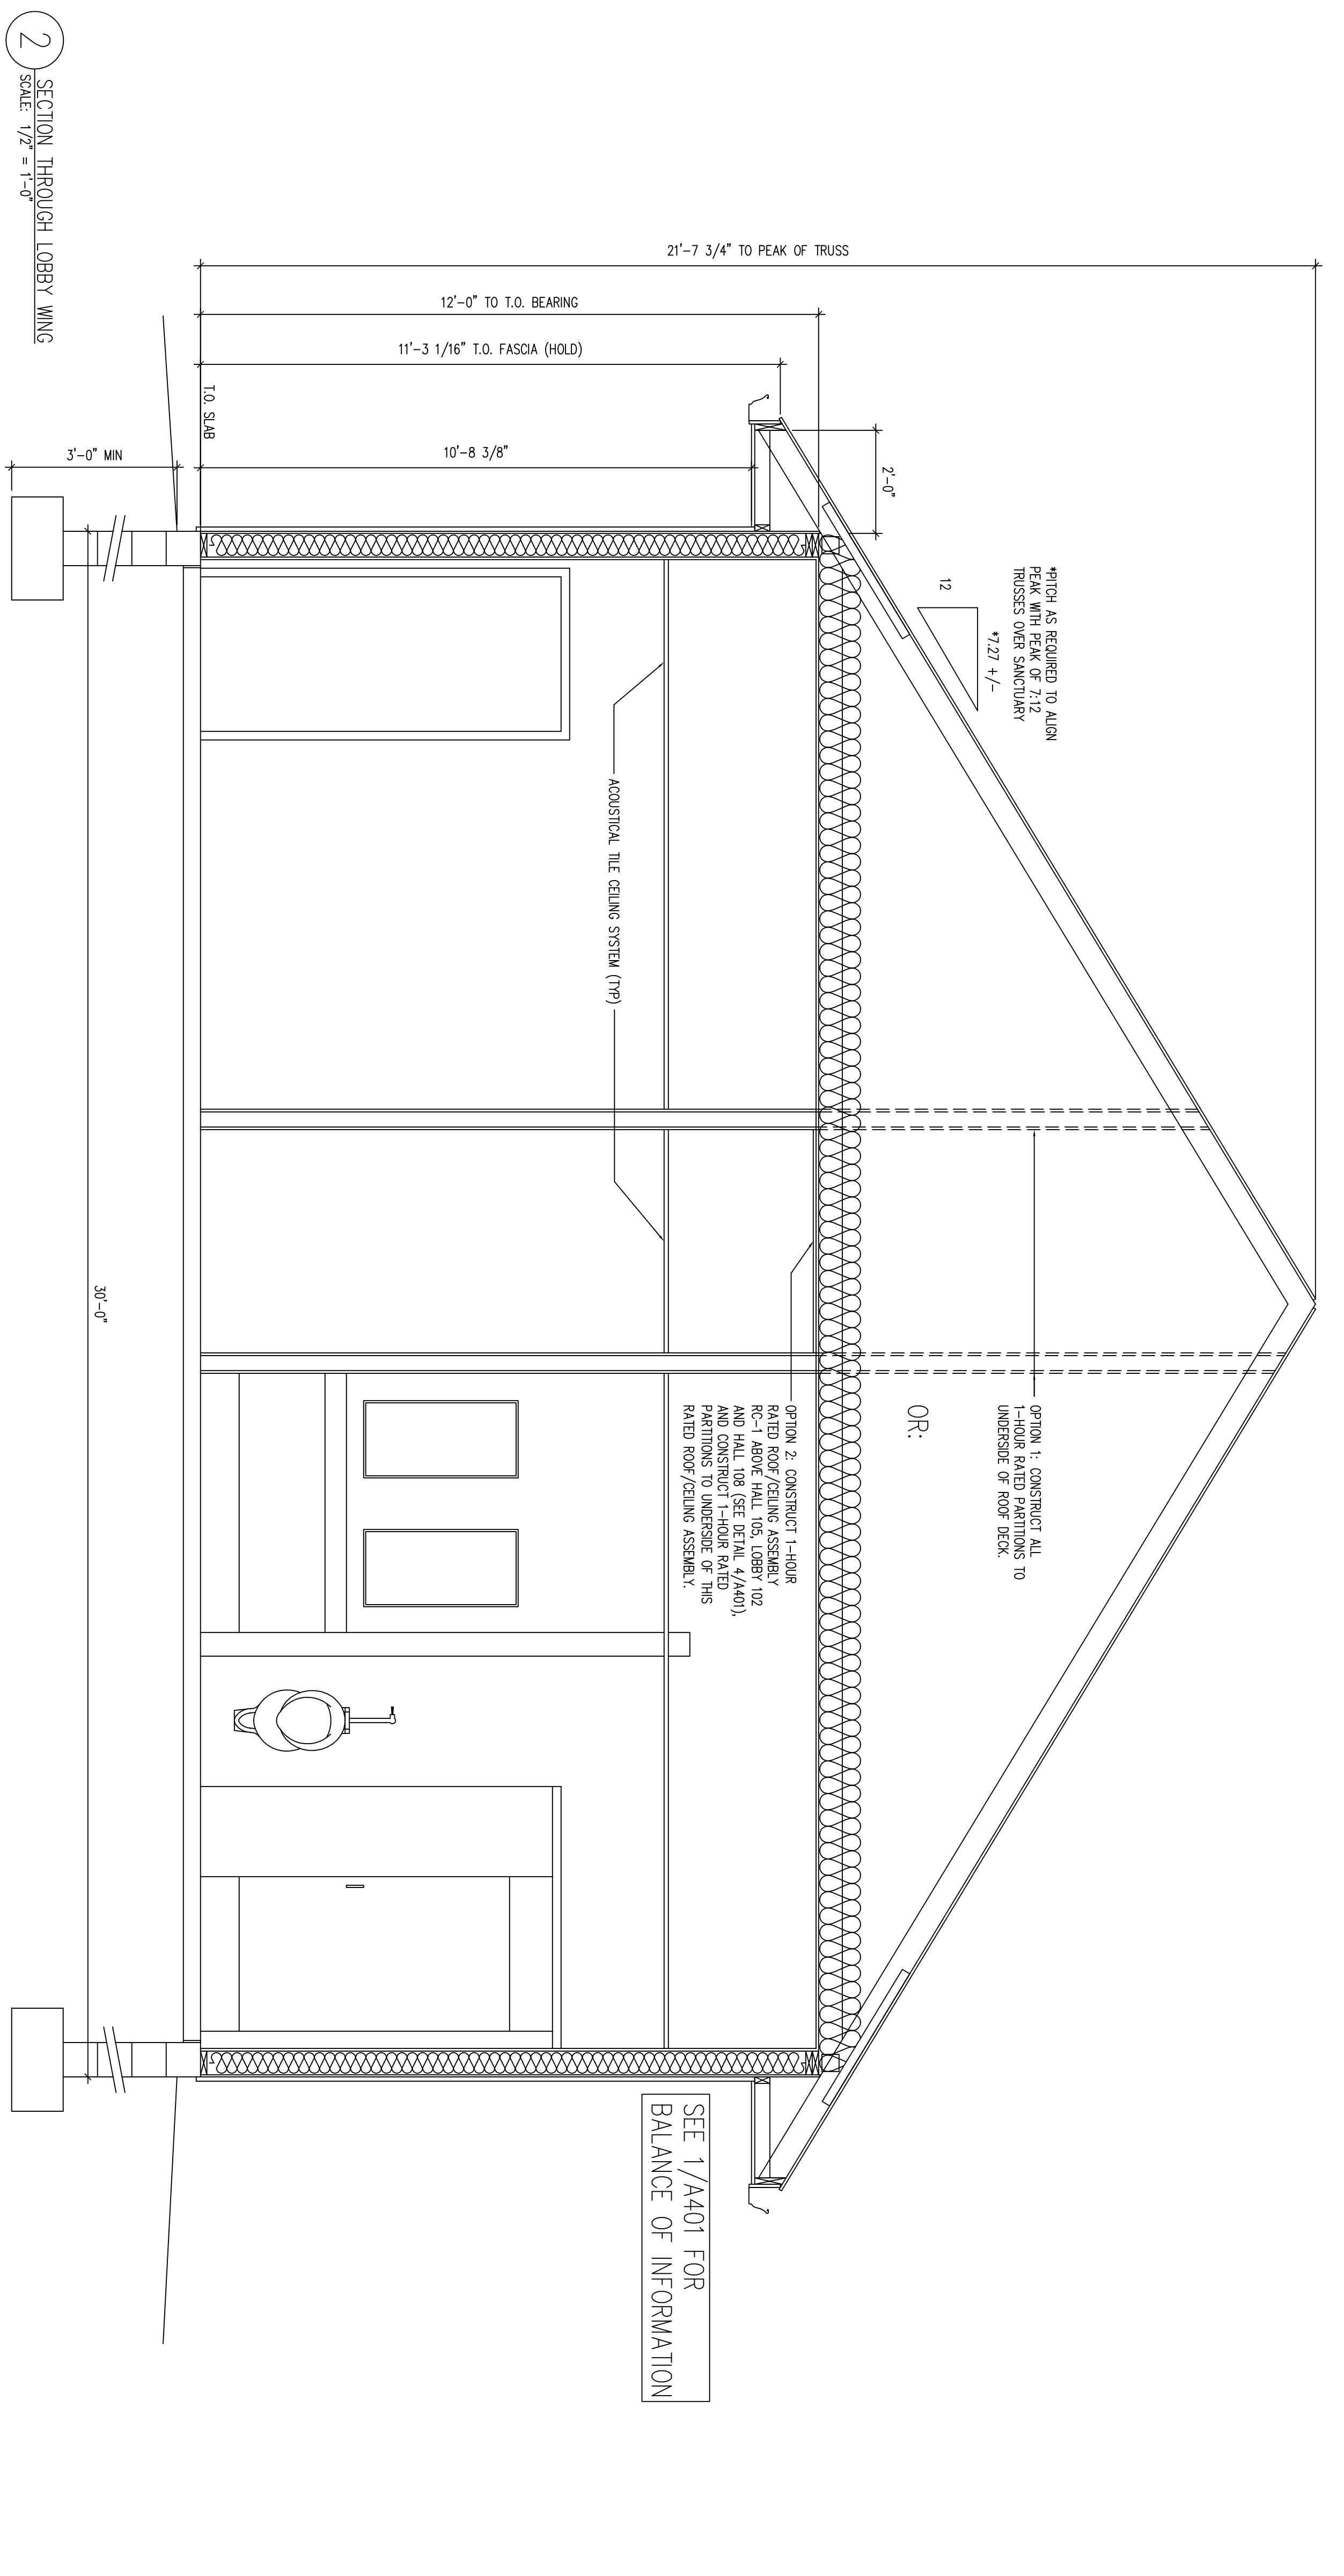 21'-7 3/4" TO PEAK OF TRUSS
12'-0" TO T.O. BEARING
11'-3 1/16" T.O. FASCIA (HOLD)
10'-8 3/8"
T.O. SLAB
3'-0" MIN
2'-0"
*PITCH AS REQUIRED TO ALIGN
PEAK WITH PEAK OF 7:12
TRUSSES OVER SANCTUARY
12
*7.27 +/-
ACOUSTICAL TILE CEILING SYSTEM (TYP)
OPTION 1: CONSTRUCT ALL
1-HOUR RATED PARTITIONS TO
UNDERSIDE OF ROOF DECK.
OR:
OPTION 2: CONSTRUCT 1-HOUR
RATED ROOF/CEILING ASSEMBLY
RC-1 ABOVE HALL 105, LOBBY 102
AND HALL 108 (SEE DETAIL 4/A401),
AND CONSTRUCT 1-HOUR RATED
PARTITIONS TO UNDERSIDE OF THIS
RATED ROOF/CEILING ASSEMBLY.
SEE 1/A401 FOR
BALANCE OF INFORMATION
30'-0"
2
SECTION THROUGH LOBBY WING
SCALE: 1/2" = 1'-0"